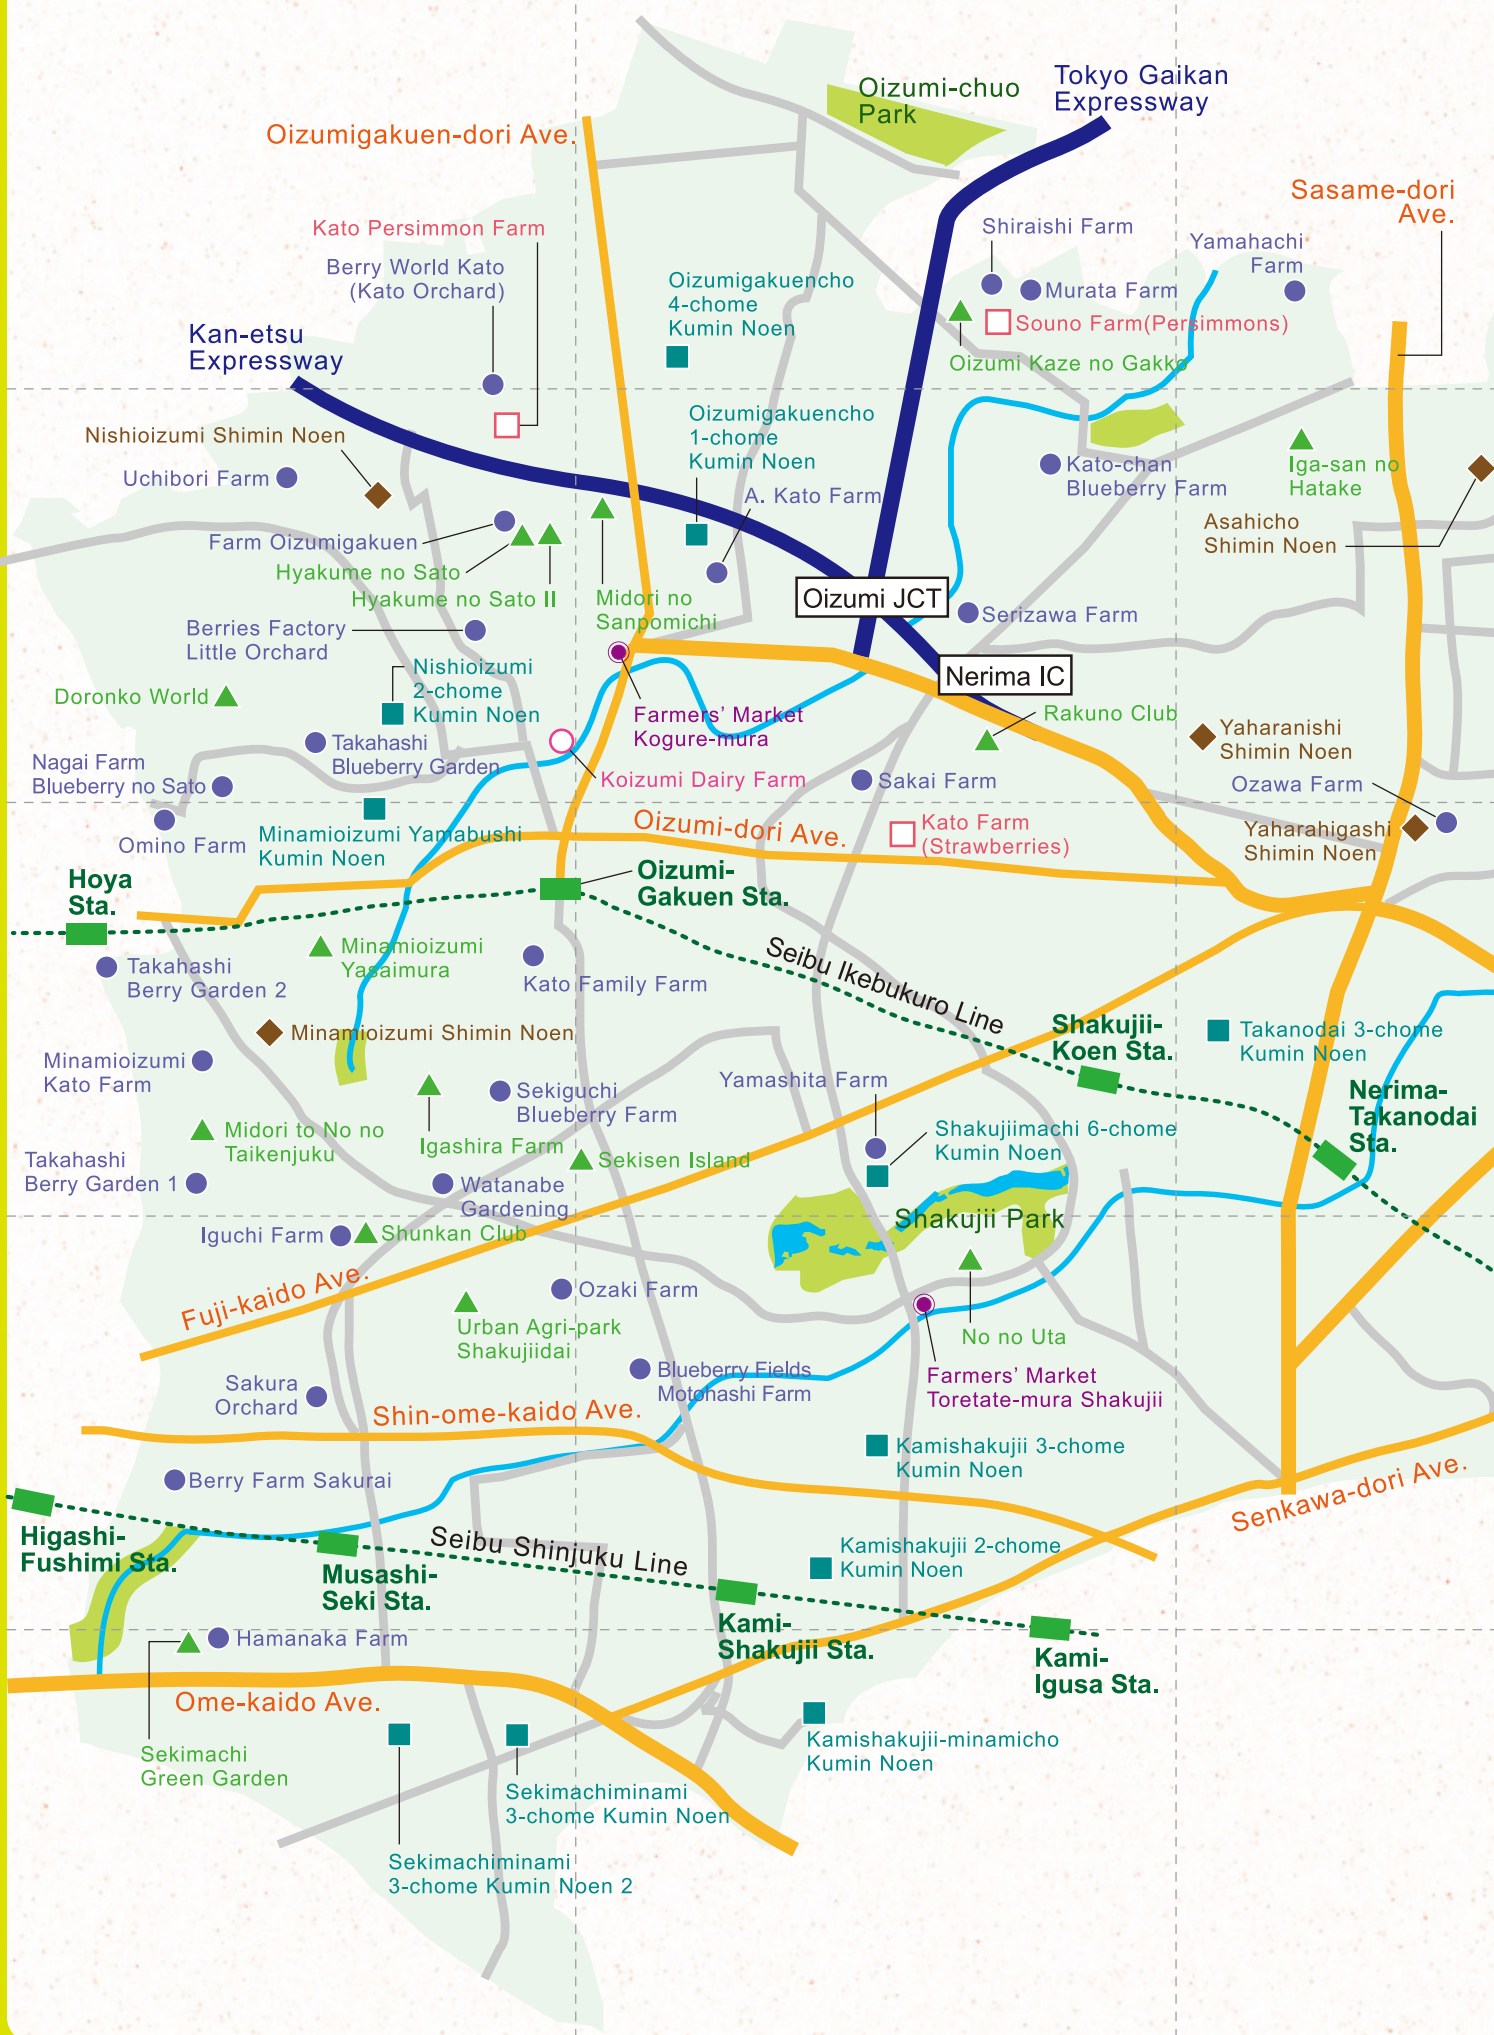 Oizumi-chuo
Park
Tokyo Gaikan
Expressway
Oizumigakuen-dori Ave.
Sasame-dori
Ave.
Kato Persimmon Farm
Shiraishi Farm
Yamahachi
Farm
Berry World Kato
(Kato Orchard)
Oizumigakuencho
4-chome
Kumin Noen
Murata Farm
Souno Farm(Persimmons)
Kan-etsu
Expressway
Oizumi Kaze no Gakko
Nishioizumi Shimin Noen
Oizumigakuencho
1-chome
Kumin Noen
Uchibori Farm
Kato-chan
Blueberry Farm
Iga-san no
Hatake
A. Kato Farm
Asahicho
Shimin Noen
Farm Oizumigakuen
Hyakume no Sato
Hyakume no Sato II
Midori no
Sanpomichi
Oizumi JCT
Serizawa Farm
Berries Factory
Little Orchard
Nishioizumi
2-chome
Kumin Noen
Nerima IC
Doronko World
Farmers’ Market
Kogure-mura
Rakuno Club
Yaharanishi
Shimin Noen
Takahashi
Blueberry Garden
Nagai Farm
Blueberry no Sato
Koizumi Dairy Farm
Sakai Farm
Ozawa Farm
Omino Farm
Minamioizumi Yamabushi
Kumin Noen
Oizumi-dori Ave.
Kato Farm
(Strawberries)
Yaharahigashi
Shimin Noen
Hoya
Sta.
Oizumi-
Gakuen Sta.
Minamioizumi
Yasaimura
Takahashi
Berry Garden 2
Kato Family Farm
Seibu Ikebukuro Line
Minamioizumi Shimin Noen
Shakujii-
Koen Sta.
Takanodai 3-chome
Kumin Noen
Minamioizumi
Kato Farm
Sekiguchi
Blueberry Farm
Yamashita Farm
Nerima-
Takanodai
Sta.
Midori to No no
Taikenjuku
Igashira Farm
Shakujiimachi 6-chome
Kumin Noen
Takahashi
Berry Garden 1
Sekisen Island
Watanabe
Gardening
Shakujii Park
Iguchi Farm
Shunkan Club
Fuji-kaido Ave.
Ozaki Farm
Urban Agri-park
Shakujiidai
No no Uta
Blueberry Fields
Motohashi Farm
Farmers’ Market
Toretate-mura Shakujii
Sakura
Orchard
Shin-ome-kaido Ave.
Kamishakujii 3-chome
Kumin Noen
Berry Farm Sakurai
Senkawa-dori Ave.
Higashi-
Fushimi Sta.
Seibu Shinjuku Line
Musashi-
Seki Sta.
Kamishakujii 2-chome
Kumin Noen
Kami-
Shakujii Sta.
Hamanaka Farm
Kami-
Igusa Sta.
Ome-kaido Ave.
Sekimachi
Green Garden
Kamishakujii-minamicho
Kumin Noen
Sekimachiminami
3-chome Kumin Noen
Sekimachiminami
3-chome Kumin Noen 2